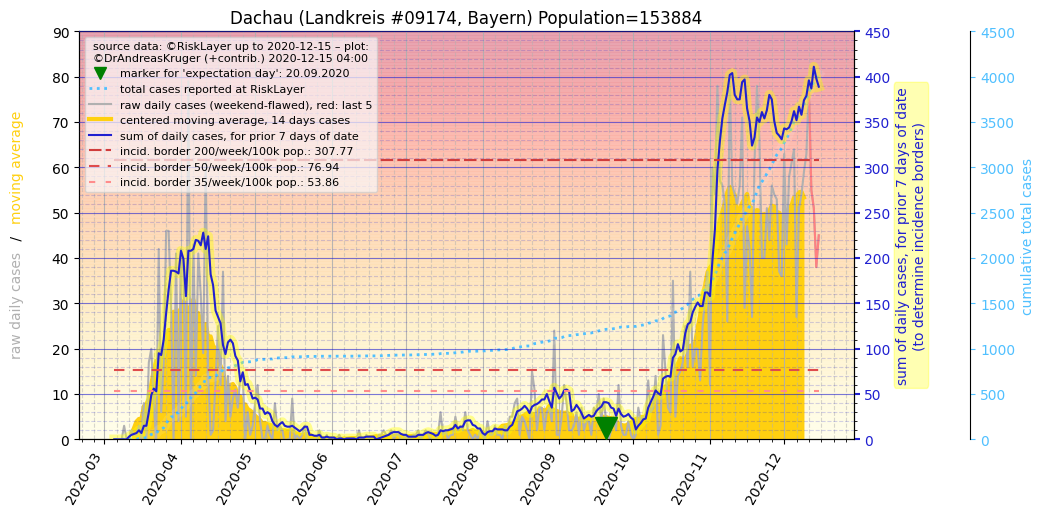 Dachau (Landkreis #09174, Bayern) Population=153884
source data: ©RiskLayer up to 2020-12-15 – plot:
©DrAndreasKruger (+contrib.) 2020-12-15 04:00
marker for 'expectation day': 20.09.2020
total cases reported at RiskLayer
raw daily cases (weekend-flawed), red: last 5
centered moving average, 14 days cases
sum of daily cases, for prior 7 days of date
incid. border 200/week/100k pop.: 307.77
incid. border 50/week/100k pop.: 76.94
incid. border 35/week/100k pop.: 53.86
raw daily cases / moving average
90
80
70
60
50
40
30
20
10
0
2020-03
2020-04
2020-05
2020-06
2020-07
2020-08
2020-09
2020-10
2020-11
2020-12
450
400
350
300
250
200
150
100
50
0
sum of daily cases, for prior 7 days of date
(to determine incidence borders)
4500
4000
3500
3000
2500
2000
1500
1000
500
0
cumulative total cases